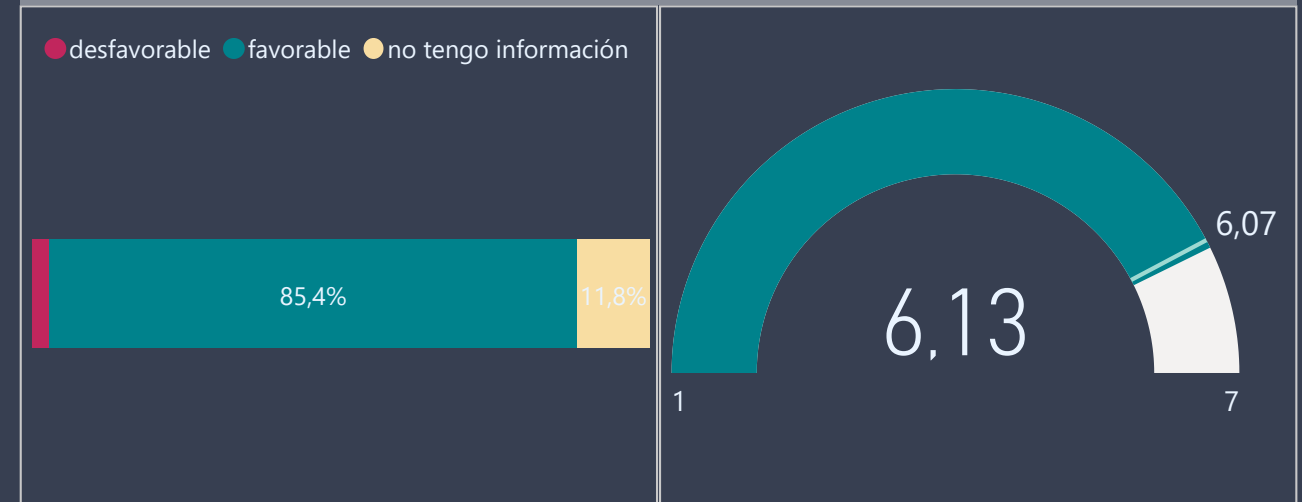 desfavorable favorable no tengo información
85,4% 11,8%
6,07
6,13
1 7